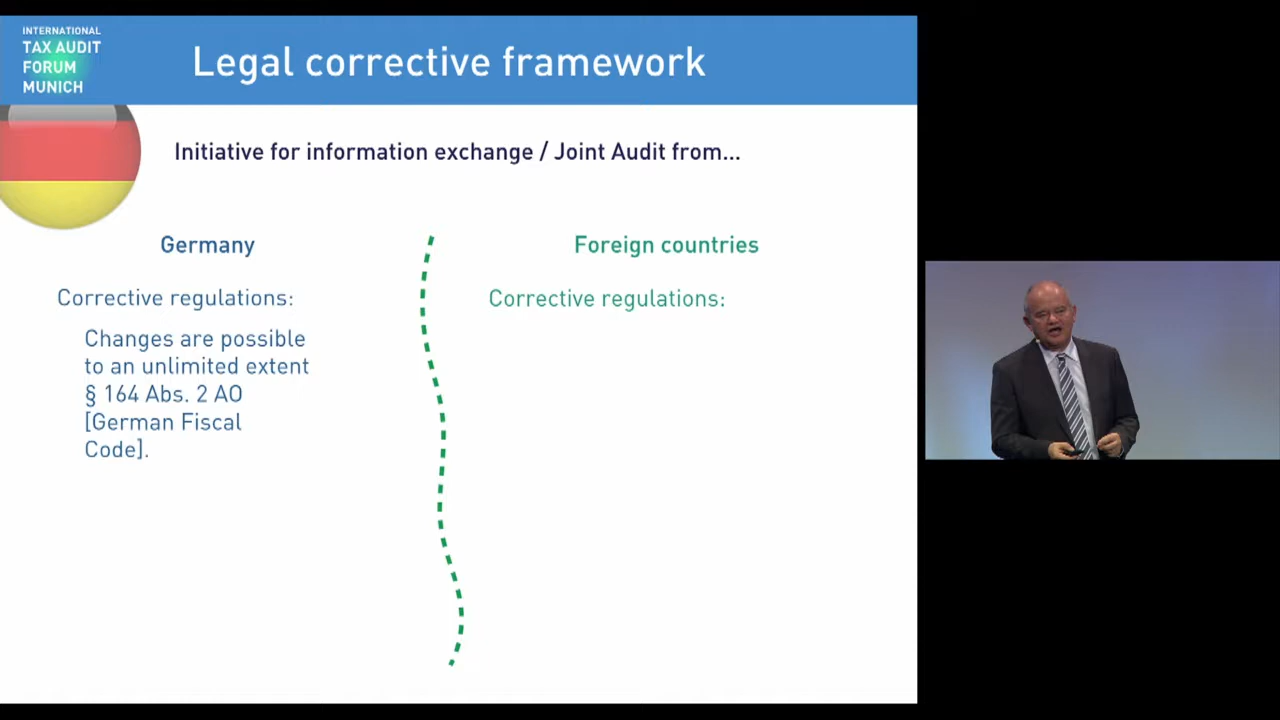 INTERNATIONAL
TAX AUDIT
FORUM
MUNICH
Legal corrective framework
Initiative for information exchange / Joint Audit from...
Germany
Corrective regulations:
Changes are possible
to an unlimited extent
§ 164 Abs. 2 AO
[German Fiscal
Code].
Foreign countries
Corrective regulations: